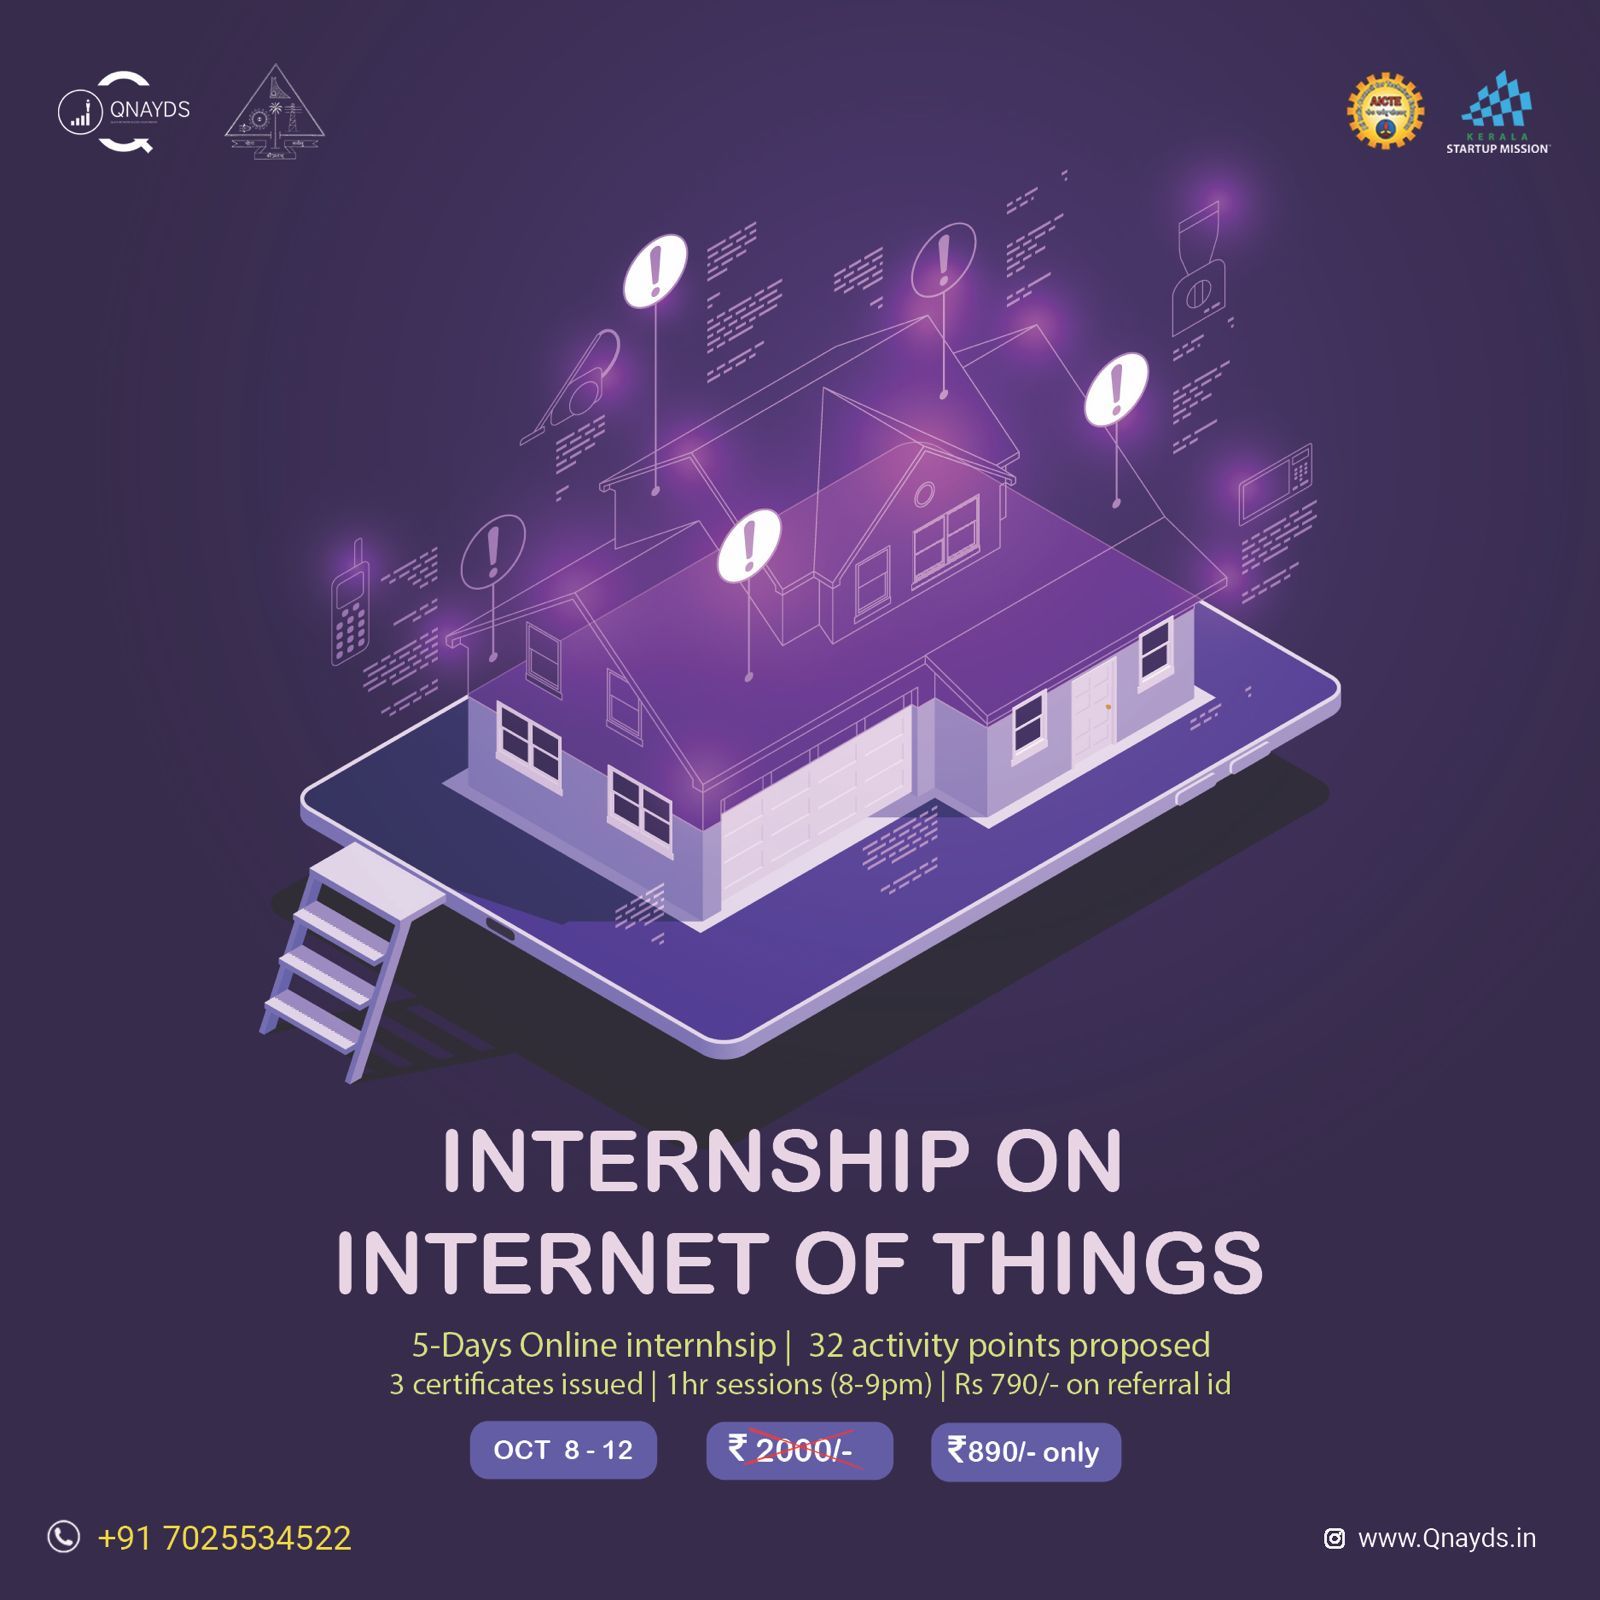 QNAYDS
AICTE
KERALA
STARTUP MISSION
INTERNSHIP ON
INTERNET OF THINGS
5-Days Online internhsip | 32 activity points proposed
3 certificates issued | 1hr sessions (8-9pm) | Rs 790/- on referral id
OCT 8 - 12
₹ 2000/-
₹890/- only
+91 7025534522
www.Qnayds.in